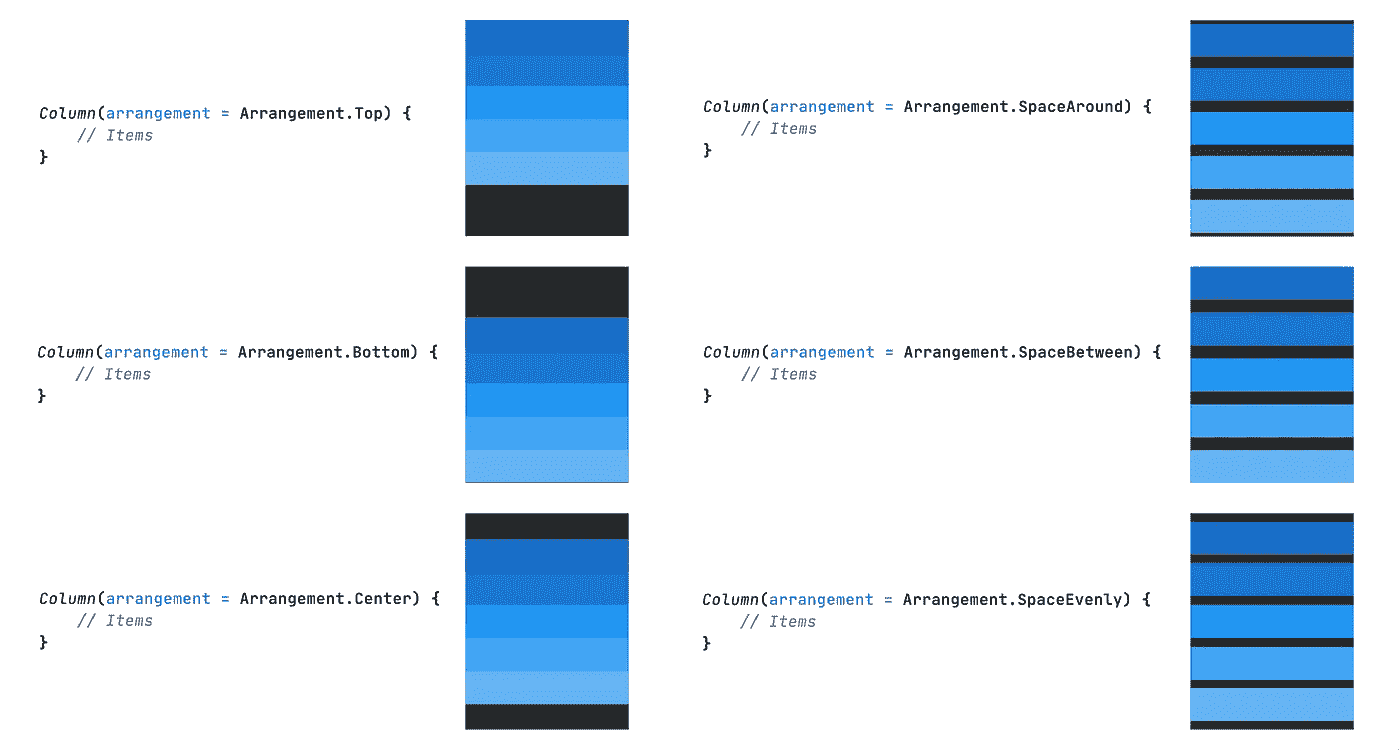 Column(arrangement = Arrangement.Top) {
    // Items
}
Column(arrangement = Arrangement.Bottom) {
    // Items
}
Column(arrangement = Arrangement.Center) {
    // Items
}
Column(arrangement = Arrangement.SpaceAround) {
    // Items
}
Column(arrangement = Arrangement.SpaceBetween) {
    // Items
}
Column(arrangement = Arrangement.SpaceEvenly) {
    // Items
}